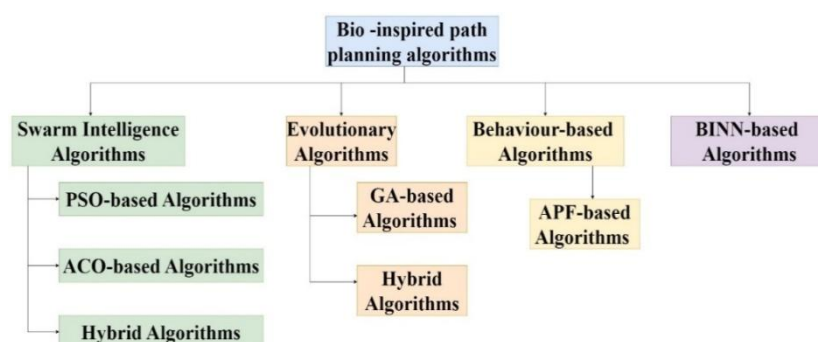 Bio -inspired path
planning algorithms
Swarm Intelligence
Algorithms
PSO-based Algorithms
ACO-based Algorithms
Hybrid Algorithms
Evolutionary
Algorithms
GA-based
Algorithms
Hybrid
Algorithms
Behaviour-based
Algorithms
APF-based
Algorithms
BINN-based
Algorithms